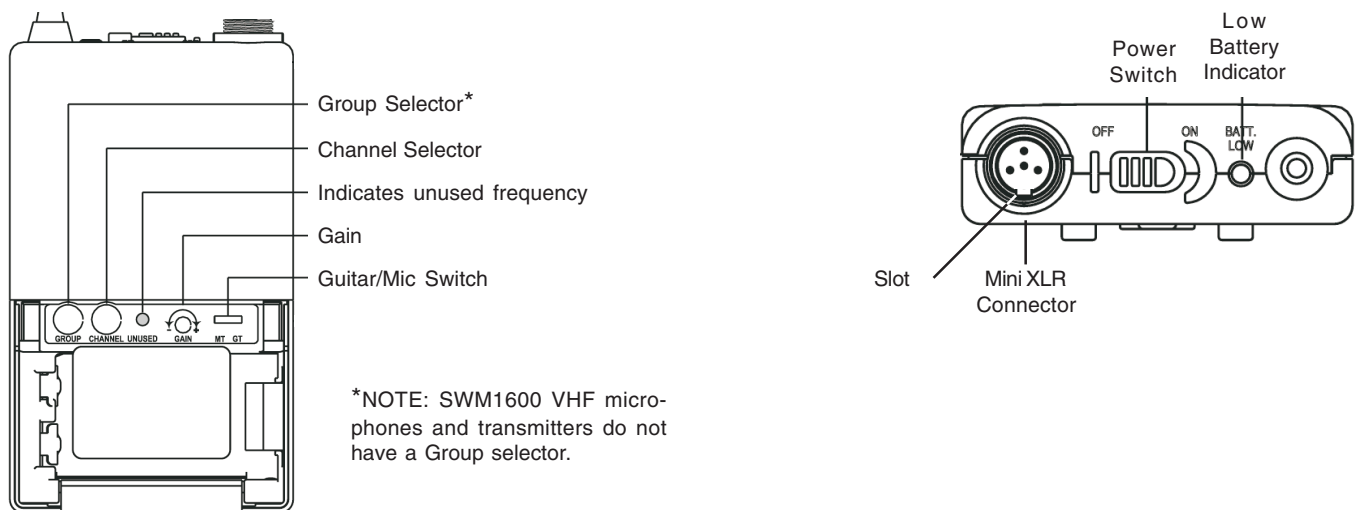 Group Selector*
Channel Selector
Indicates unused frequency
Gain
Guitar/Mic Switch
GROUP CHANNEL UNUSED GAIN MT GT
- +
*NOTE: SWM1600 VHF micro-
phones and transmitters do not
have a Group selector.
Low
Battery
Indicator
Power
Switch
OFF
ON
BATT.
LOW
Slot
Mini XLR
Connector